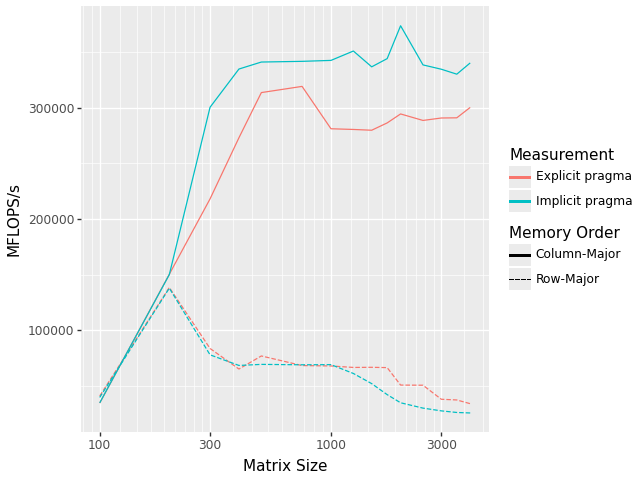 300000
200000
100000
MFLOPS/s
100
300
1000
3000
Matrix Size
Measurement
Explicit pragma
Implicit pragma
Memory Order
Column-Major
Row-Major